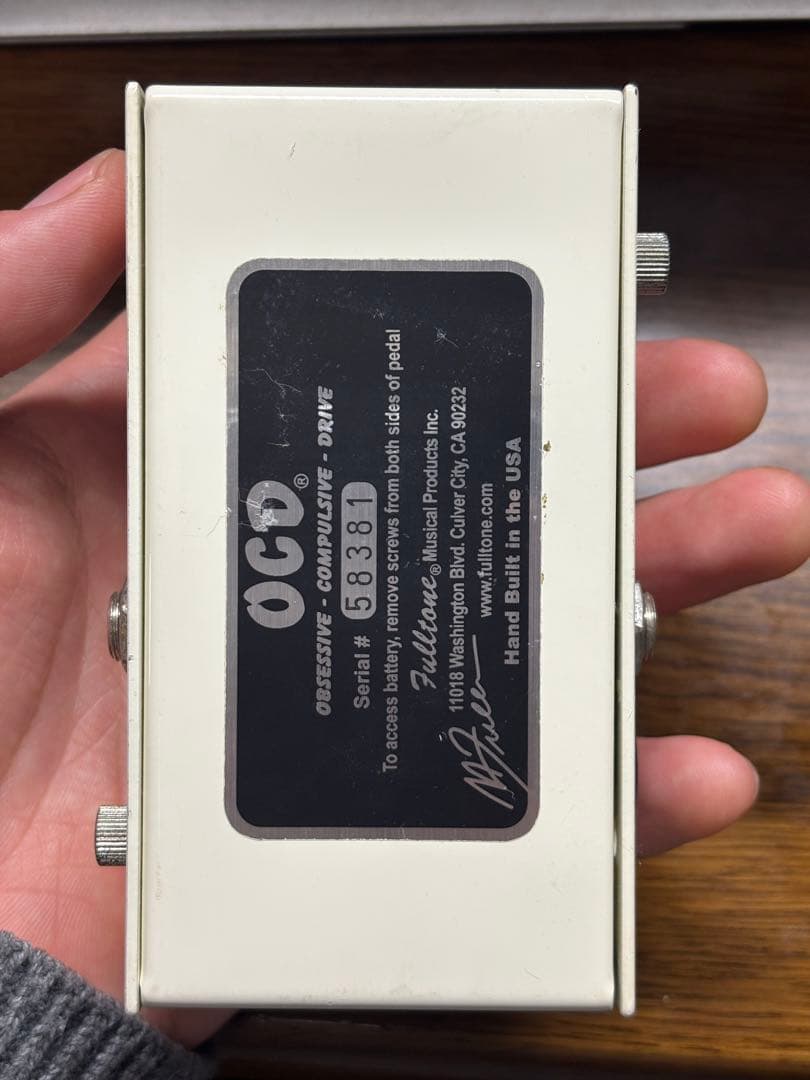 OCD®
OBSESSIVE - COMPULSIVE - DRIVE
Serial # 58381
To access battery, remove screws from both sides of pedal
Fulltone® Musical Products Inc.
11018 Washington Blvd. Culver City, CA 90232
www.fulltone.com
Hand Built in the USA
M Fuller